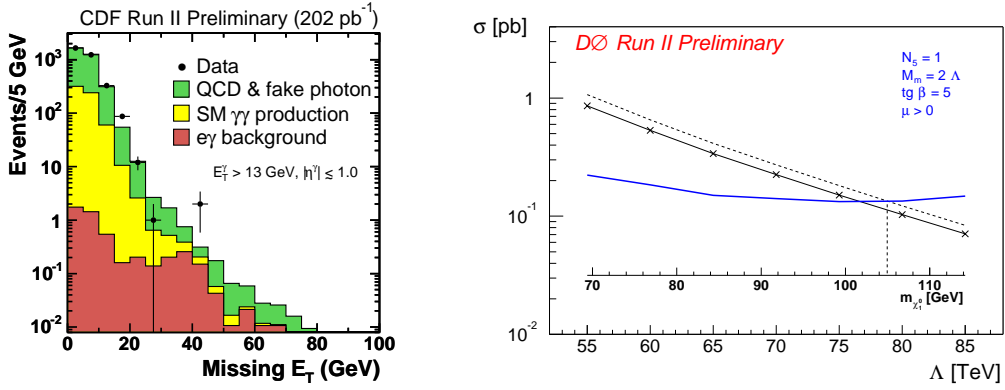 CDF Run II Preliminary (202 pb⁻¹)
Events/5 GeV
10³
10²
10
1
10⁻¹
10⁻²
Data
QCD & fake photon
SM γγ production
eγ background
E_T^γ > 13 GeV, |η^γ| ≤ 1.0
0 20 40 60 80 100
Missing E_T (GeV)
σ [pb]
DØ Run II Preliminary
N₅ = 1
M_m = 2 Λ
tg β = 5
μ > 0
1
10⁻¹
10⁻²
70 80 90 100 110
m_χ̃₁⁰ [GeV]
55 60 65 70 75 80 85
Λ [TeV]